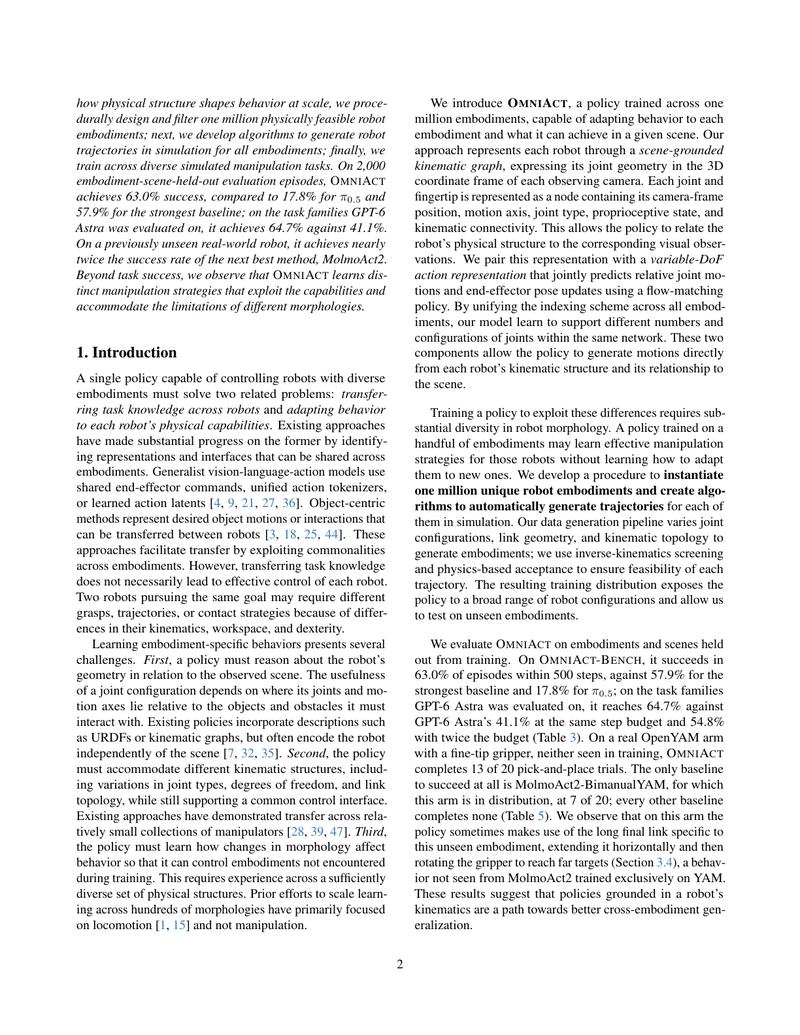 how physical structure shapes behavior at scale, we proce-
durally design and filter one million physically feasible robot
embodiments; next, we develop algorithms to generate robot
trajectories in simulation for all embodiments; finally, we
train across diverse simulated manipulation tasks. On 2,000
embodiment-scene-held-out evaluation episodes, OMNIACT
achieves 63.0% success, compared to 17.8% for π0.5 and
57.9% for the strongest baseline; on the task families GPT-6
Astra was evaluated on, it achieves 64.7% against 41.1%.
On a previously unseen real-world robot, it achieves nearly
twice the success rate of the next best method, MolmoAct2.
Beyond task success, we observe that OMNIACT learns dis-
tinct manipulation strategies that exploit the capabilities and
accommodate the limitations of different morphologies.
1. Introduction
A single policy capable of controlling robots with diverse
embodiments must solve two related problems: transfer-
ring task knowledge across robots and adapting behavior
to each robot's physical capabilities. Existing approaches
have made substantial progress on the former by identify-
ing representations and interfaces that can be shared across
embodiments. Generalist vision-language-action models use
shared end-effector commands, unified action tokenizers,
or learned action latents [4, 9, 21, 27, 36]. Object-centric
methods represent desired object motions or interactions that
can be transferred between robots [3, 18, 25, 44]. These
approaches facilitate transfer by exploiting commonalities
across embodiments. However, transferring task knowledge
does not necessarily lead to effective control of each robot.
Two robots pursuing the same goal may require different
grasps, trajectories, or contact strategies because of differ-
ences in their kinematics, workspace, and dexterity.
Learning embodiment-specific behaviors presents several
challenges. First, a policy must reason about the robot's
geometry in relation to the observed scene. The usefulness
of a joint configuration depends on where its joints and mo-
tion axes lie relative to the objects and obstacles it must
interact with. Existing policies incorporate descriptions such
as URDFs or kinematic graphs, but often encode the robot
independently of the scene [7, 32, 35]. Second, the policy
must accommodate different kinematic structures, includ-
ing variations in joint types, degrees of freedom, and link
topology, while still supporting a common control interface.
Existing approaches have demonstrated transfer across rela-
tively small collections of manipulators [28, 39, 47]. Third,
the policy must learn how changes in morphology affect
behavior so that it can control embodiments not encountered
during training. This requires experience across a sufficiently
diverse set of physical structures. Prior efforts to scale learn-
ing across hundreds of morphologies have primarily focused
on locomotion [1, 15] and not manipulation.
We introduce OMNIACT, a policy trained across one
million embodiments, capable of adapting behavior to each
embodiment and what it can achieve in a given scene. Our
approach represents each robot through a scene-grounded
kinematic graph, expressing its joint geometry in the 3D
coordinate frame of each observing camera. Each joint and
fingertip is represented as a node containing its camera-frame
position, motion axis, joint type, proprioceptive state, and
kinematic connectivity. This allows the policy to relate the
robot's physical structure to the corresponding visual obser-
vations. We pair this representation with a variable-DoF
action representation that jointly predicts relative joint mo-
tions and end-effector pose updates using a flow-matching
policy. By unifying the indexing scheme across all embod-
iments, our model learn to support different numbers and
configurations of joints within the same network. These two
components allow the policy to generate motions directly
from each robot's kinematic structure and its relationship to
the scene.
Training a policy to exploit these differences requires sub-
stantial diversity in robot morphology. A policy trained on a
handful of embodiments may learn effective manipulation
strategies for those robots without learning how to adapt
them to new ones. We develop a procedure to instantiate
one million unique robot embodiments and create algo-
rithms to automatically generate trajectories for each of
them in simulation. Our data generation pipeline varies joint
configurations, link geometry, and kinematic topology to
generate embodiments; we use inverse-kinematics screening
and physics-based acceptance to ensure feasibility of each
trajectory. The resulting training distribution exposes the
policy to a broad range of robot configurations and allow us
to test on unseen embodiments.
We evaluate OMNIACT on embodiments and scenes held
out from training. On OMNIACT-BENCH, it succeeds in
63.0% of episodes within 500 steps, against 57.9% for the
strongest baseline and 17.8% for π0.5; on the task families
GPT-6 Astra was evaluated on, it reaches 64.7% against
GPT-6 Astra's 41.1% at the same step budget and 54.8%
with twice the budget (Table 3). On a real OpenYAM arm
with a fine-tip gripper, neither seen in training, OMNIACT
completes 13 of 20 pick-and-place trials. The only baseline
to succeed at all is MolmoAct2-BimanualYAM, for which
this arm is in distribution, at 7 of 20; every other baseline
completes none (Table 5). We observe that on this arm the
policy sometimes makes use of the long final link specific to
this unseen embodiment, extending it horizontally and then
rotating the gripper to reach far targets (Section 3.4), a behav-
ior not seen from MolmoAct2 trained exclusively on YAM.
These results suggest that policies grounded in a robot's
kinematics are a path towards better cross-embodiment gen-
eralization.
2